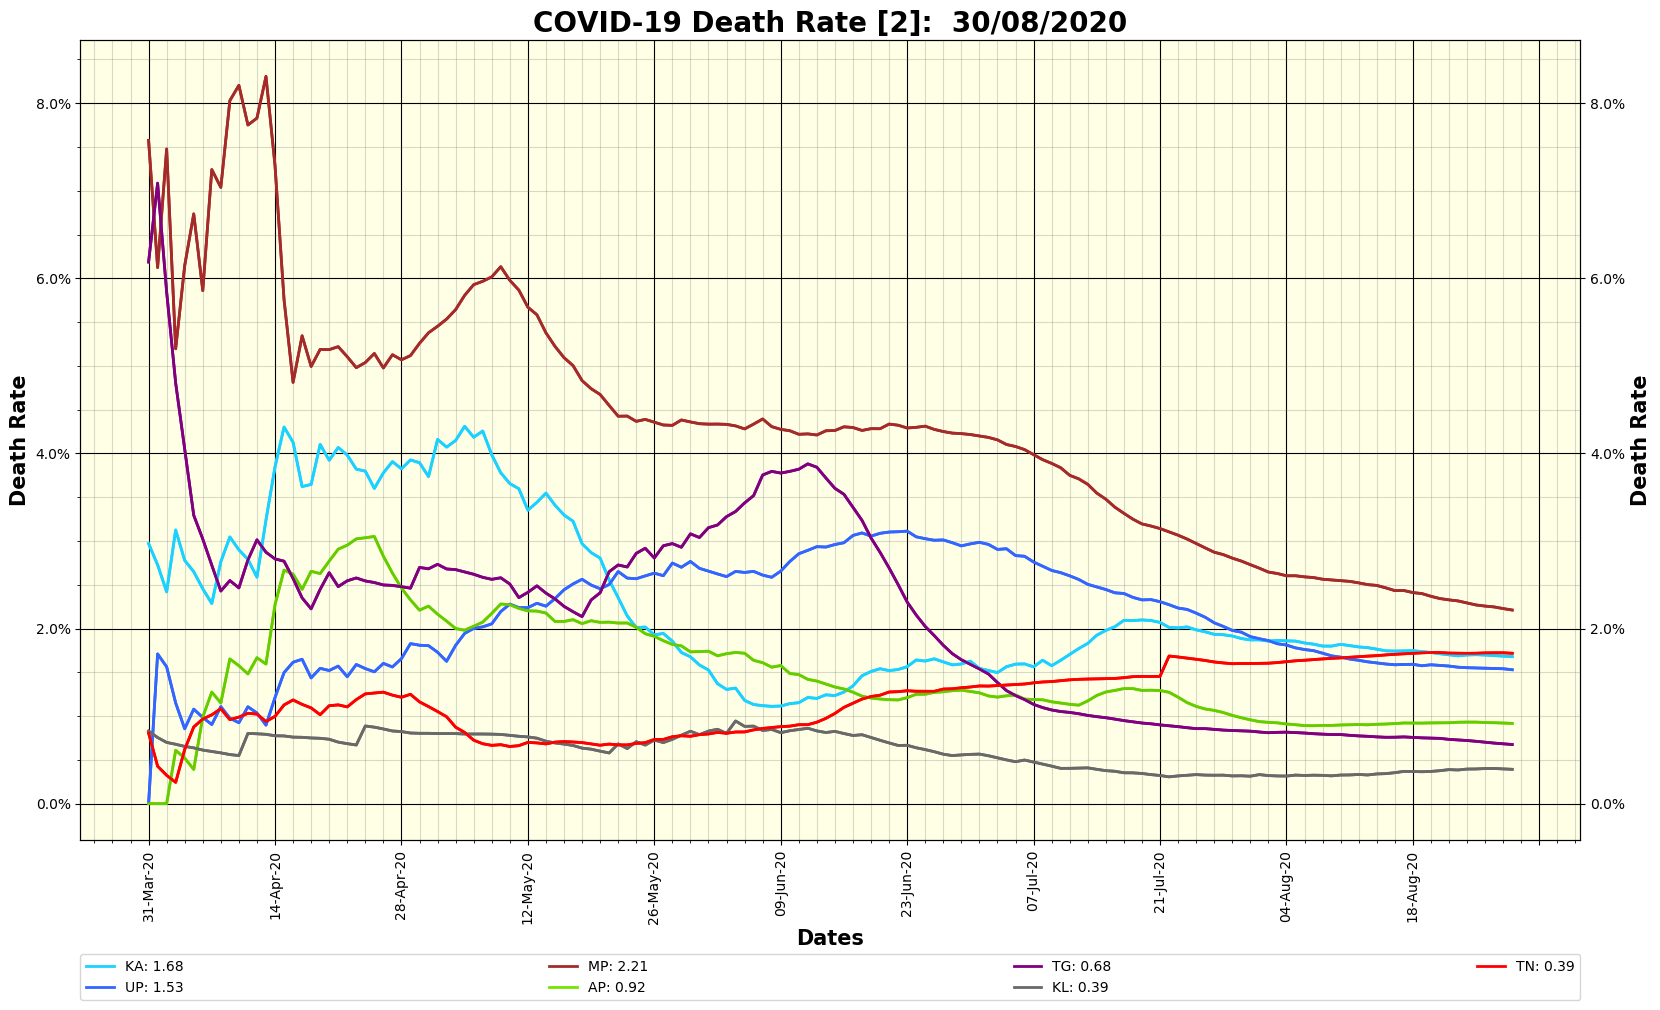 COVID-19 Death Rate [2]:  30/08/2020
8.0%
6.0%
4.0%
2.0%
0.0%
Death Rate
8.0%
6.0%
4.0%
2.0%
0.0%
Death Rate
31-Mar-20
14-Apr-20
28-Apr-20
12-May-20
26-May-20
09-Jun-20
23-Jun-20
07-Jul-20
21-Jul-20
04-Aug-20
18-Aug-20
Dates
KA: 1.68
MP: 2.21
TG: 0.68
TN: 0.39
UP: 1.53
AP: 0.92
KL: 0.39